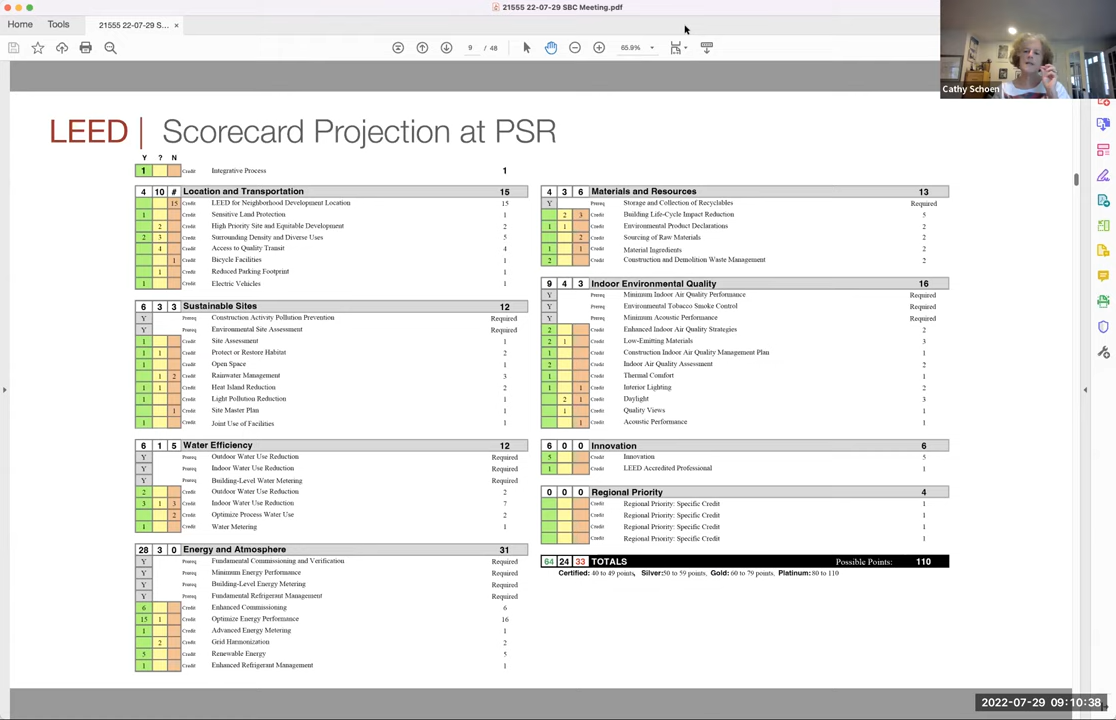 21555 22-07-29 SBC Meeting.pdf
Home Tools 21555 22-07-29 S... ×
9 / 48 65.9%
Cathy Schoen
LEED | Scorecard Projection at PSR
Y ? N
1 Credit Integrative Process 1
4 10 # Location and Transportation 15
15 Credit LEED for Neighborhood Development Location 15
1 Credit Sensitive Land Protection 1
2 Credit High Priority Site and Equitable Development 2
2 3 Credit Surrounding Density and Diverse Uses 5
4 Credit Access to Quality Transit 4
1 Credit Bicycle Facilities 1
1 Credit Reduced Parking Footprint 1
1 Credit Electric Vehicles 1
6 3 3 Sustainable Sites 12
Y Prereq Construction Activity Pollution Prevention Required
Y Prereq Environmental Site Assessment Required
1 Credit Site Assessment 1
1 1 Credit Protect or Restore Habitat 2
1 Credit Open Space 1
1 2 Credit Rainwater Management 3
1 1 Credit Heat Island Reduction 2
1 Credit Light Pollution Reduction 1
1 Credit Site Master Plan 1
1 Credit Joint Use of Facilities 1
6 1 5 Water Efficiency 12
Y Prereq Outdoor Water Use Reduction Required
Y Prereq Indoor Water Use Reduction Required
Y Prereq Building-Level Water Metering Required
2 Credit Outdoor Water Use Reduction 2
3 1 3 Credit Indoor Water Use Reduction 7
2 Credit Optimize Process Water Use 2
1 Credit Water Metering 1
28 3 0 Energy and Atmosphere 31
Y Prereq Fundamental Commissioning and Verification Required
Y Prereq Minimum Energy Performance Required
Y Prereq Building-Level Energy Metering Required
Y Prereq Fundamental Refrigerant Management Required
6 Credit Enhanced Commissioning 6
15 1 Credit Optimize Energy Performance 16
1 Credit Advanced Energy Metering 1
2 Credit Grid Harmonization 2
5 Credit Renewable Energy 5
1 Credit Enhanced Refrigerant Management 1
4 3 6 Materials and Resources 13
Y Prereq Storage and Collection of Recyclables Required
2 3 Credit Building Life-Cycle Impact Reduction 5
1 1 Credit Environmental Product Declarations 2
2 Credit Sourcing of Raw Materials 2
1 1 Credit Material Ingredients 2
2 Credit Construction and Demolition Waste Management 2
9 4 3 Indoor Environmental Quality 16
Y Prereq Minimum Indoor Air Quality Performance Required
Y Prereq Environmental Tobacco Smoke Control Required
Y Prereq Minimum Acoustic Performance Required
2 Credit Enhanced Indoor Air Quality Strategies 2
2 1 Credit Low-Emitting Materials 3
1 Credit Construction Indoor Air Quality Management Plan 1
2 Credit Indoor Air Quality Assessment 2
1 Credit Thermal Comfort 1
1 1 Credit Interior Lighting 2
2 1 Credit Daylight 3
1 Credit Quality Views 1
1 Credit Acoustic Performance 1
6 0 0 Innovation 6
5 Credit Innovation 5
1 Credit LEED Accredited Professional 1
0 0 0 Regional Priority 4
Credit Regional Priority: Specific Credit 1
Credit Regional Priority: Specific Credit 1
Credit Regional Priority: Specific Credit 1
Credit Regional Priority: Specific Credit 1
64 24 33 TOTALS Possible Points: 110
Certified: 40 to 49 points, Silver:50 to 59 points, Gold: 60 to 79 points, Platinum: 80 to 110
2022-07-29 09:10:38